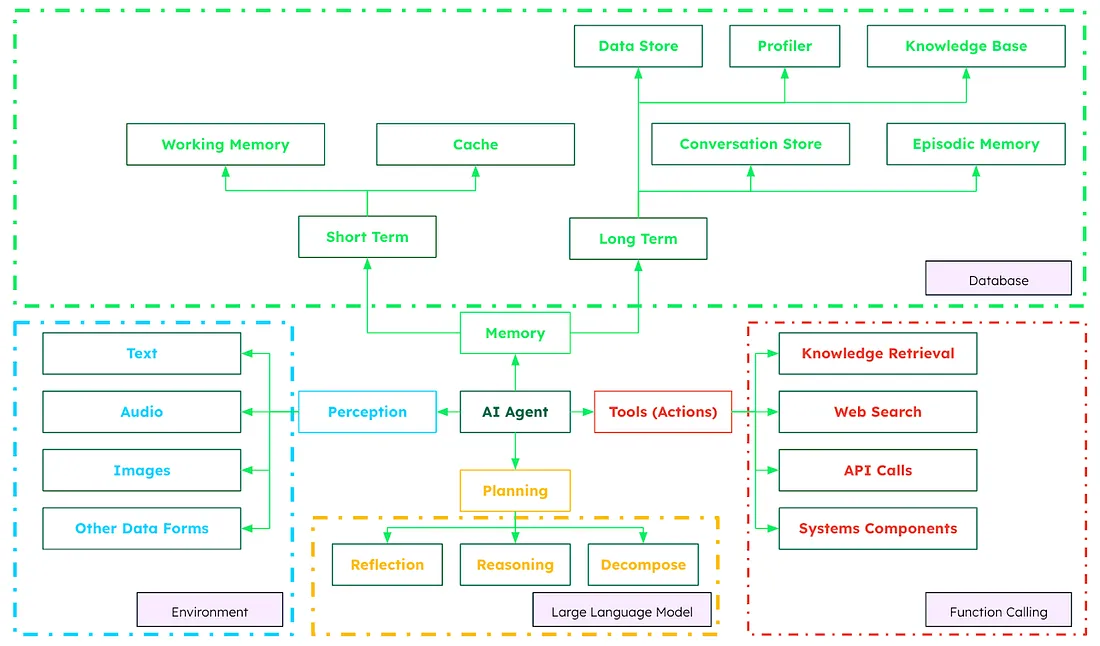 Data Store
Profiler
Knowledge Base
Working Memory
Cache
Conversation Store
Episodic Memory
Short Term
Long Term
Database
Memory
Text
Knowledge Retrieval
Audio
Perception
AI Agent
Tools (Actions)
Web Search
Images
API Calls
Planning
Other Data Forms
Systems Components
Reflection
Reasoning
Decompose
Environment
Large Language Model
Function Calling